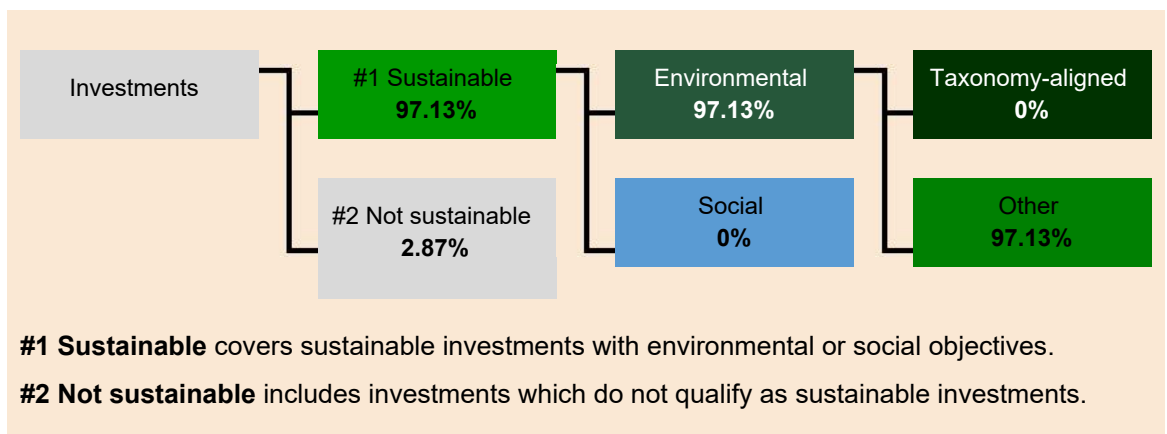 Investments
#1 Sustainable
97.13%
Environmental
97.13%
Taxonomy-aligned
0%
#2 Not sustainable
2.87%
Social
0%
Other
97.13%
#1 Sustainable covers sustainable investments with environmental or social objectives.
#2 Not sustainable includes investments which do not qualify as sustainable investments.